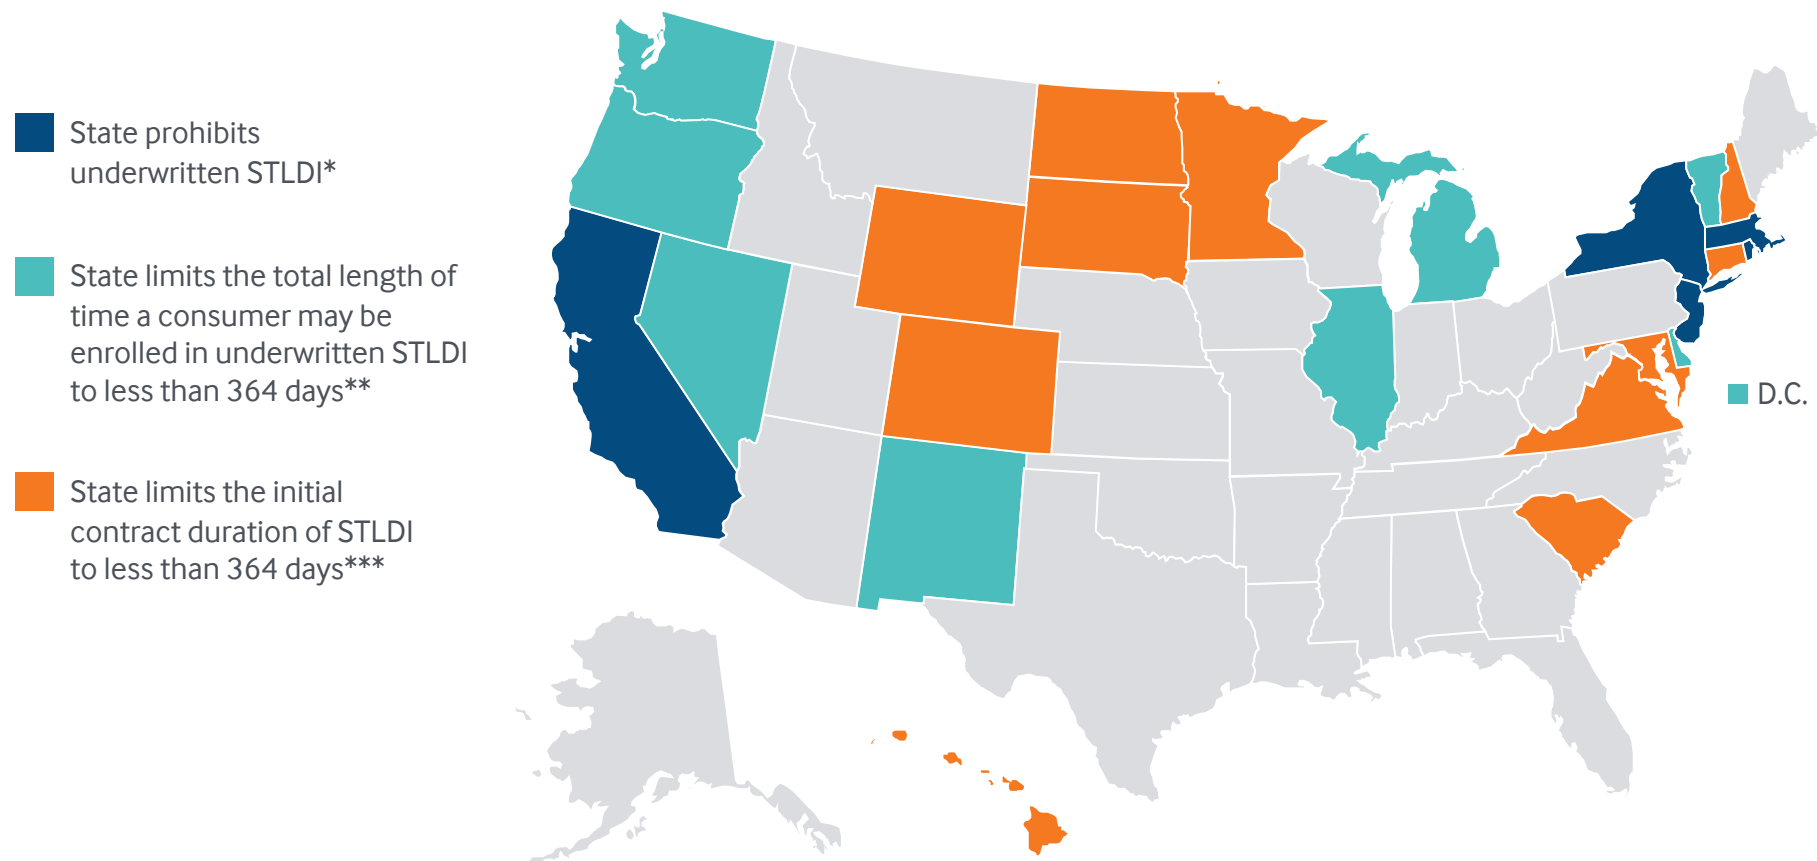 State prohibits
underwritten STLDI*
State limits the total length of
time a consumer may be
enrolled in underwritten STLDI
to less than 364 days**
State limits the initial
contract duration of STLDI
to less than 364 days***
D.C.